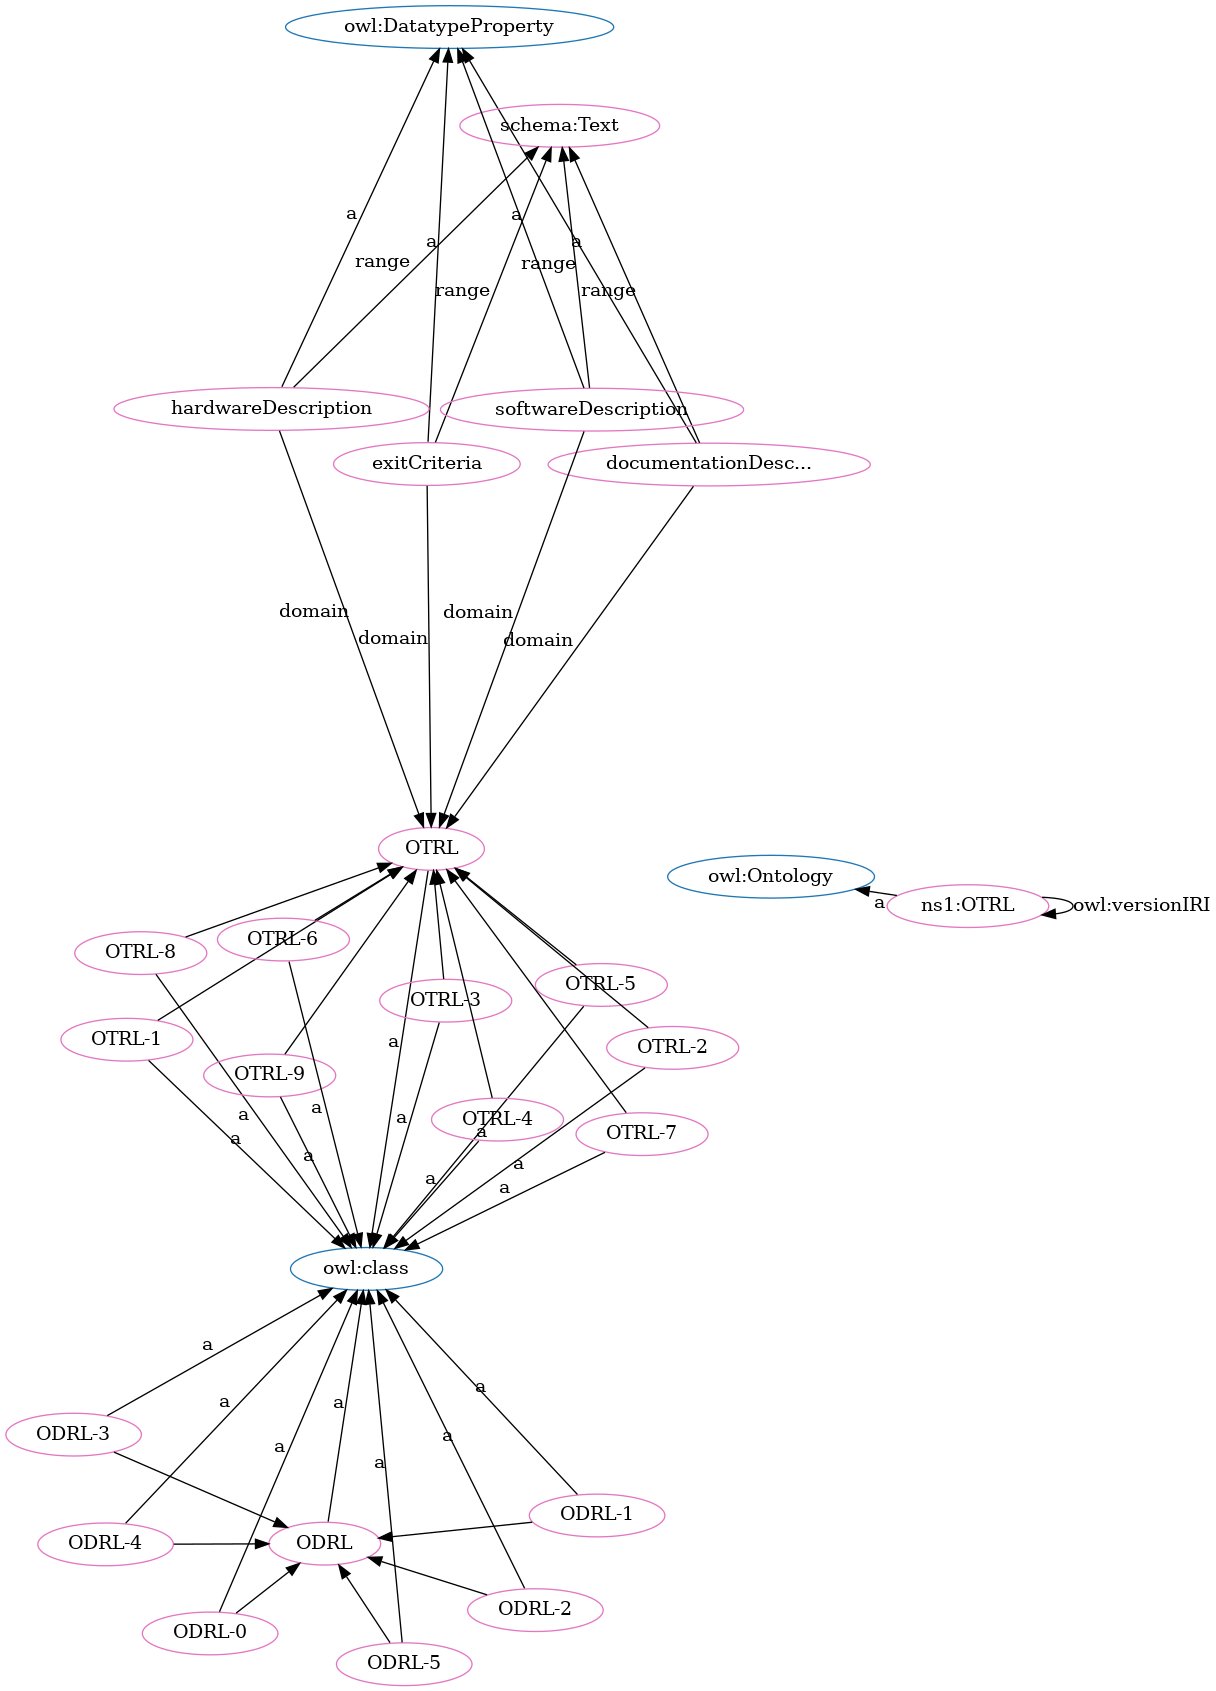 owl:DatatypeProperty
schema:Text
a
a
a
a
range
range
range
range
hardwareDescription
softwareDescription
exitCriteria
documentationDesc...
domain
domain
domain
domain
OTRL
owl:Ontology
a
ns1:OTRL
owl:versionIRI
OTRL-8
OTRL-6
OTRL-3
OTRL-5
OTRL-1
OTRL-9
a
OTRL-2
a
a
a
a
OTRL-4
a
OTRL-7
a
a
a
a
owl:class
a
a
a
a
a
a
a
ODRL-3
ODRL-1
ODRL-4
ODRL
ODRL-2
ODRL-0
ODRL-5